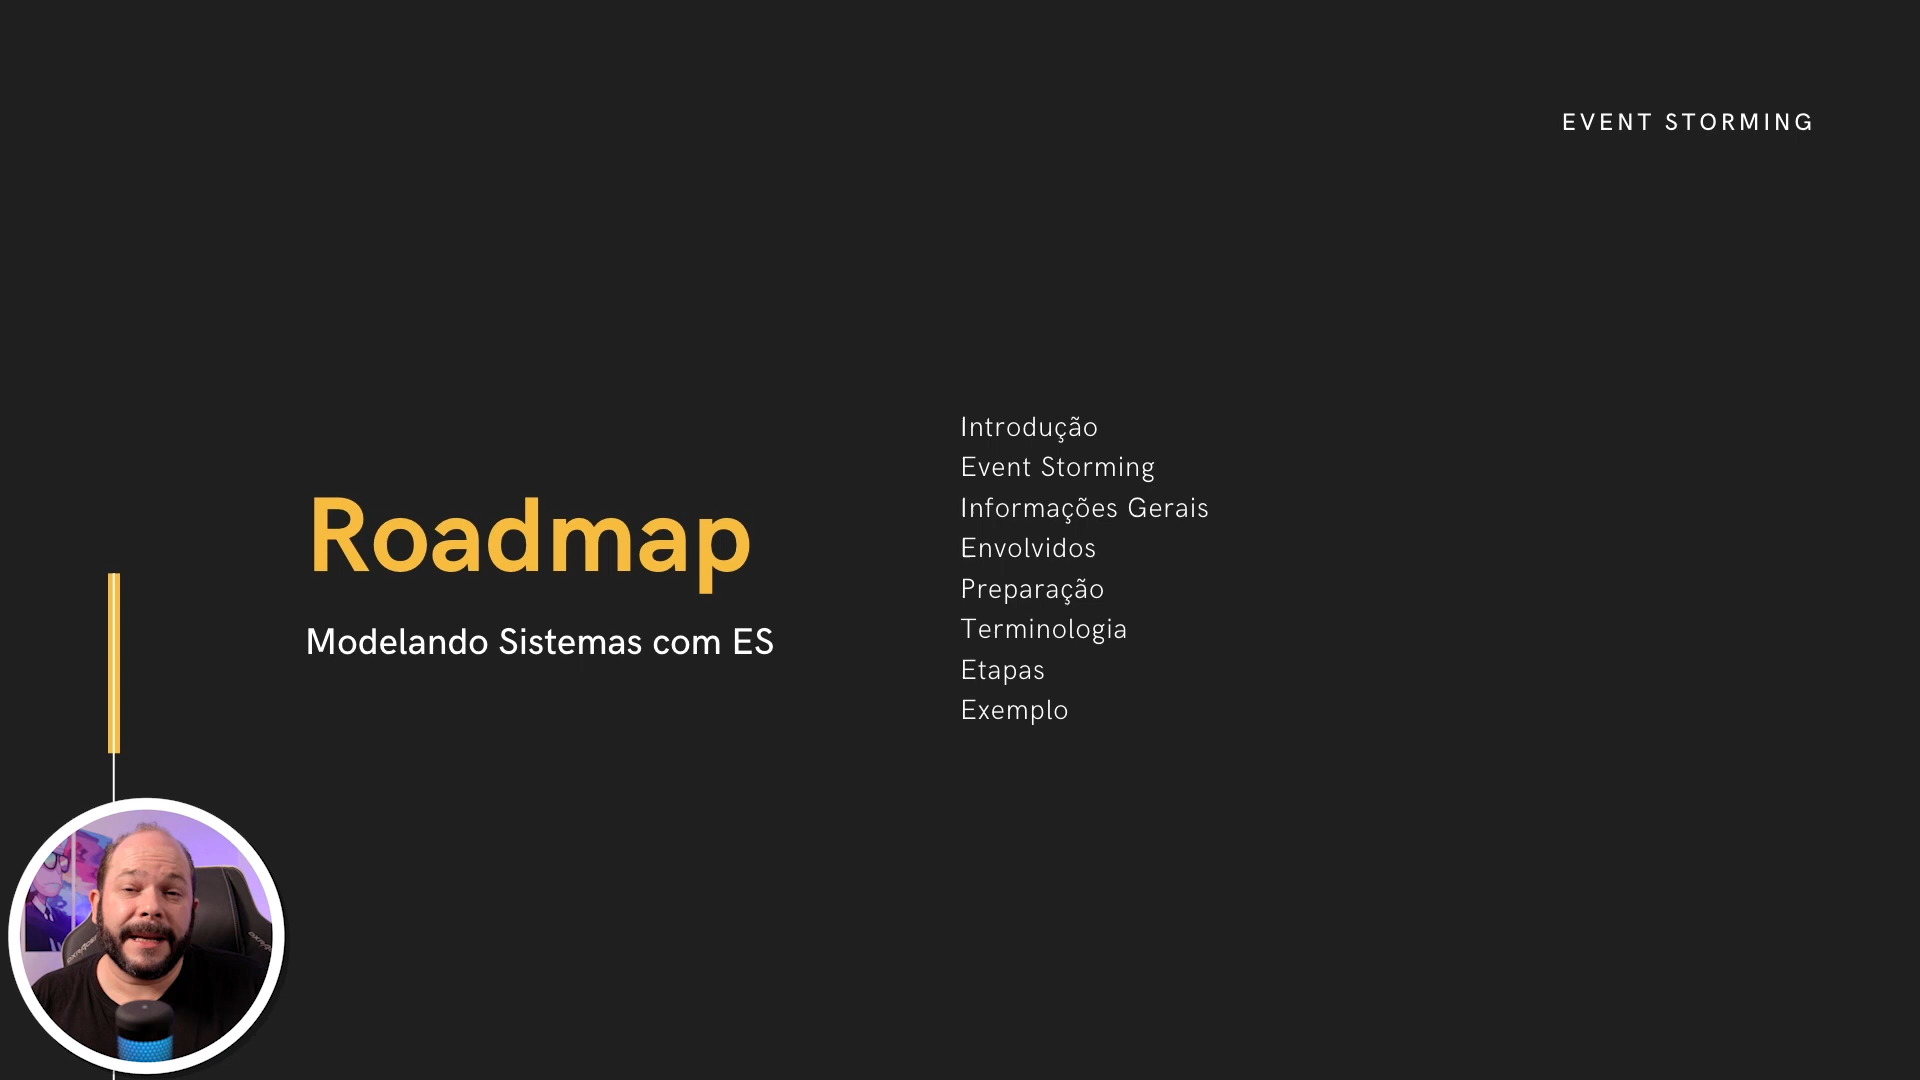 EVENT STORMING
Roadmap
Modelando Sistemas com ES
Introdução
Event Storming
Informações Gerais
Envolvidos
Preparação
Terminologia
Etapas
Exemplo